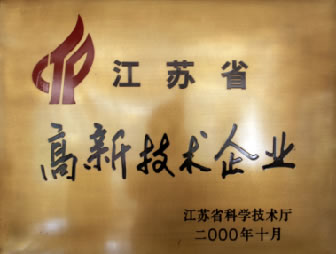 江苏省
高新技术企业
江苏省科学技术厅
二000年十月